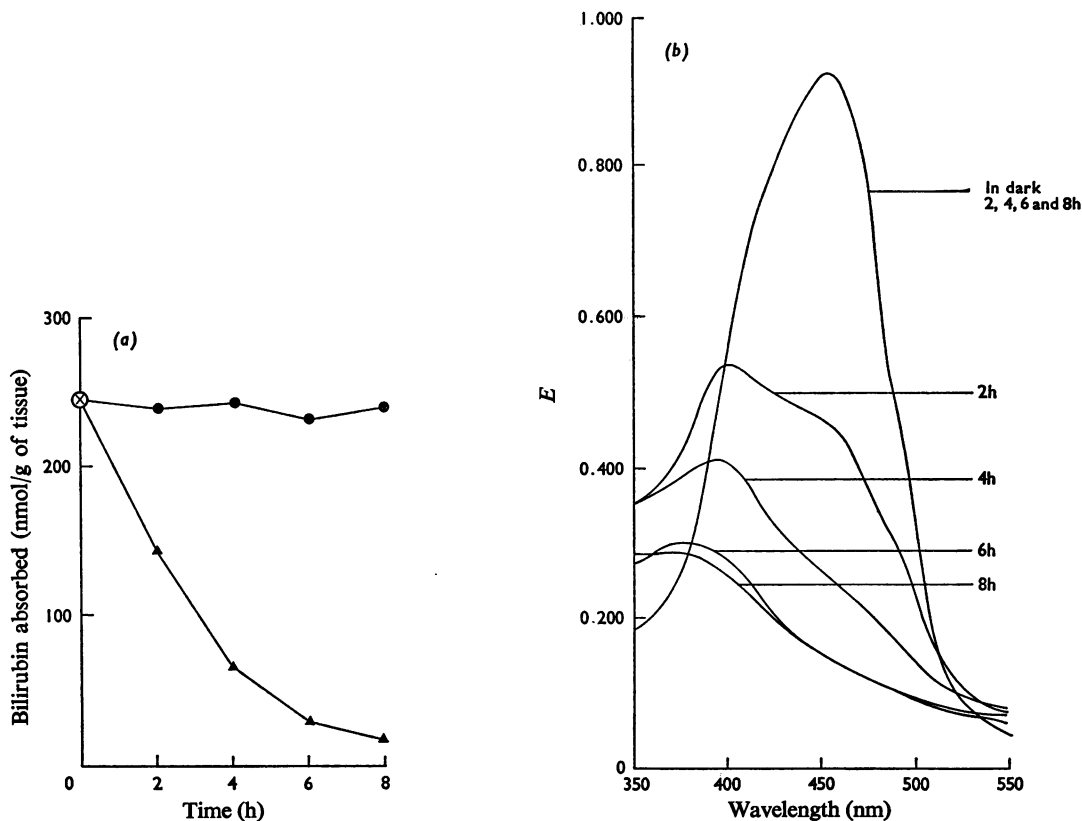 (a)
300
200
100
0
2
4
6
8
Time (h)
Bilirubin absorbed (nmol/g of tissue)
(b)
1.000
0.800
0.600
0.400
0.200
0
350
400
450
500
550
Wavelength (nm)
E
In dark
2, 4, 6 and 8h
2h
4h
6h
8h